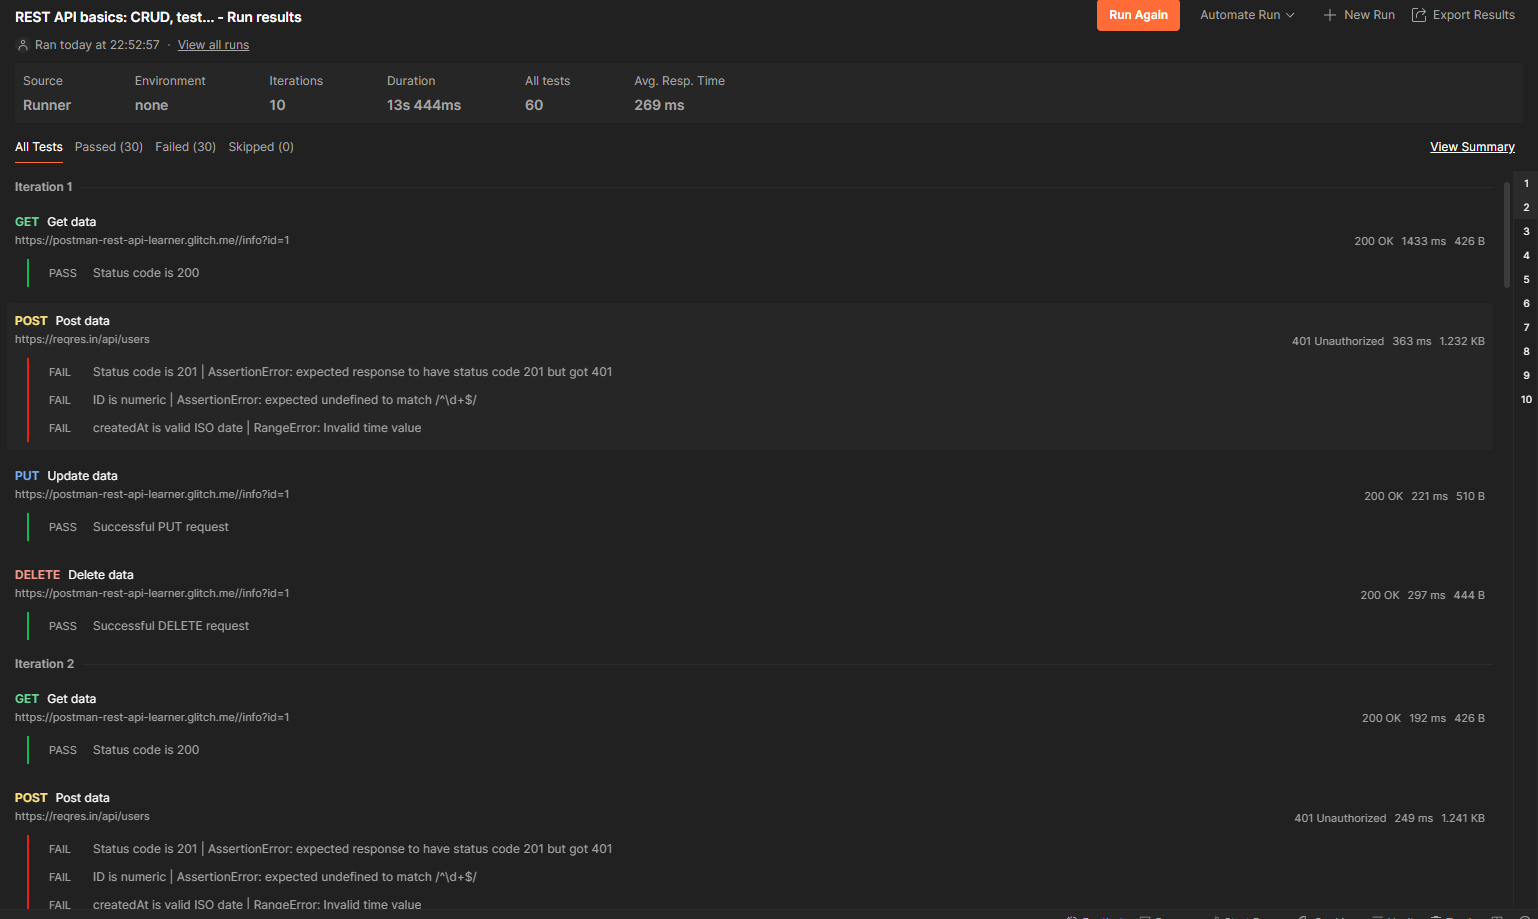 REST API basics: CRUD, test... - Run results
Run Again
Automate Run
New Run
Export Results
Ran today at 22:52:57 · View all runs
Source Environment Iterations Duration All tests Avg. Resp. Time
Runner none 10 13s 444ms 60 269 ms
All Tests Passed (30) Failed (30) Skipped (0) View Summary
Iteration 1
GET Get data
https://postman-rest-api-learner.glitch.me//info?id=1
200 OK 1433 ms 426 B
PASS Status code is 200
POST Post data
https://reqres.in/api/users
401 Unauthorized 363 ms 1.232 KB
FAIL Status code is 201 | AssertionError: expected response to have status code 201 but got 401
FAIL ID is numeric | AssertionError: expected undefined to match /^\d+$/
FAIL createdAt is valid ISO date | RangeError: Invalid time value
PUT Update data
https://postman-rest-api-learner.glitch.me//info?id=1
200 OK 221 ms 510 B
PASS Successful PUT request
DELETE Delete data
https://postman-rest-api-learner.glitch.me//info?id=1
200 OK 297 ms 444 B
PASS Successful DELETE request
Iteration 2
GET Get data
https://postman-rest-api-learner.glitch.me//info?id=1
200 OK 192 ms 426 B
PASS Status code is 200
POST Post data
https://reqres.in/api/users
401 Unauthorized 249 ms 1.241 KB
FAIL Status code is 201 | AssertionError: expected response to have status code 201 but got 401
FAIL ID is numeric | AssertionError: expected undefined to match /^\d+$/
FAIL createdAt is valid ISO date | RangeError: Invalid time value
1
2
3
4
5
6
7
8
9
10